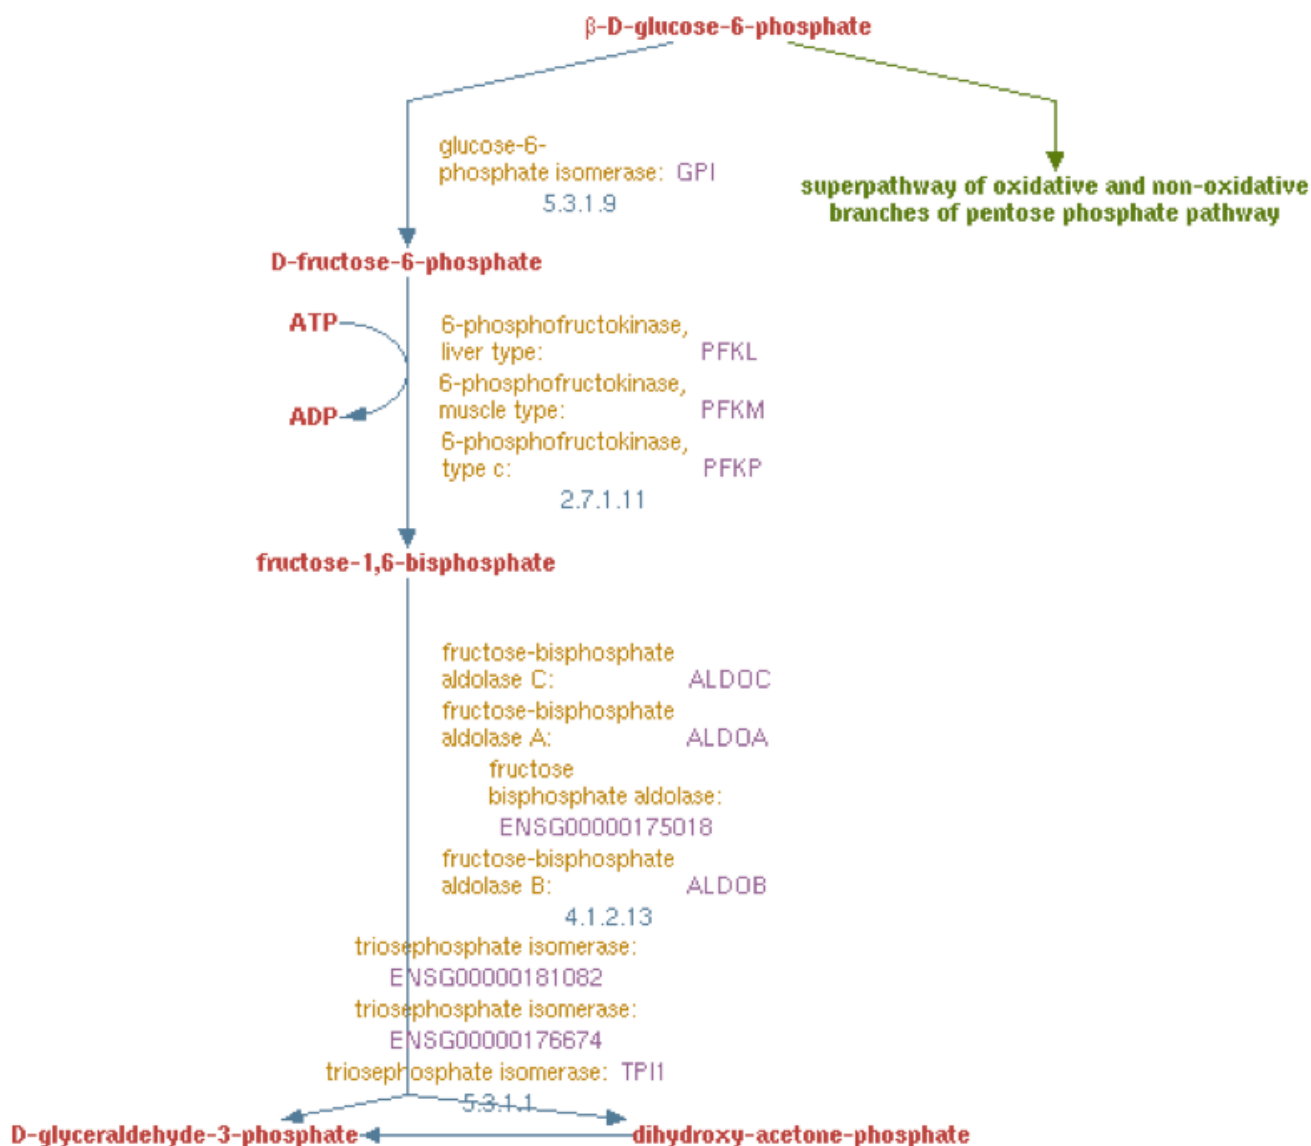 β-D-glucose-6-phosphate
glucose-6-
phosphate isomerase: GPI
5.3.1.9
superpathway of oxidative and non-oxidative
branches of pentose phosphate pathway
D-fructose-6-phosphate
ATP
ADP
6-phosphofructokinase,
liver type: PFKL
6-phosphofructokinase,
muscle type: PFKM
6-phosphofructokinase,
type c: PFKP
2.7.1.11
fructose-1,6-bisphosphate
fructose-bisphosphate
aldolase C: ALDOC
fructose-bisphosphate
aldolase A: ALDOA
fructose
bisphosphate aldolase:
ENSG00000175018
fructose-bisphosphate
aldolase B: ALDOB
4.1.2.13
triosephosphate isomerase:
ENSG00000181082
triosephosphate isomerase:
ENSG00000176674
triosephosphate isomerase: TPI1
5.3.1.1
D-glyceraldehyde-3-phosphate
dihydroxy-acetone-phosphate